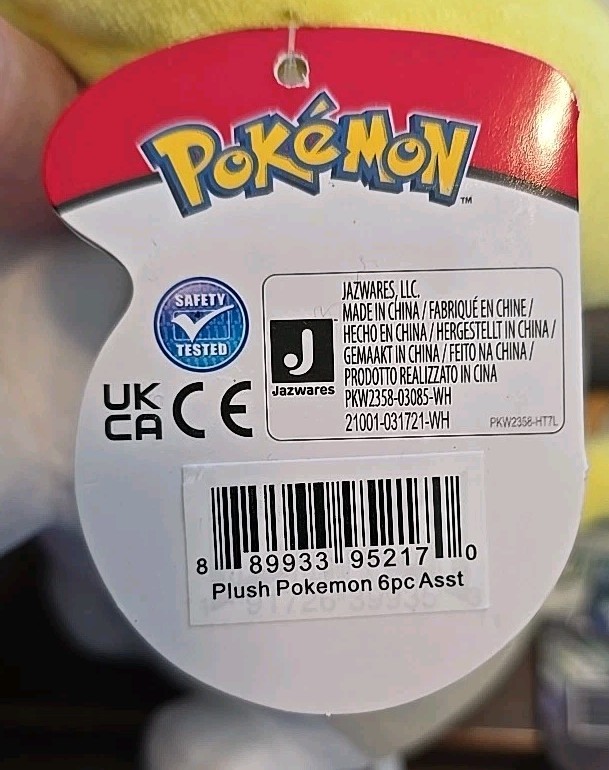 POKéMON™
SAFETY
TESTED
UK
CA CE
J
Jazwares
JAZWARES, LLC.
MADE IN CHINA / FABRIQUÉ EN CHINE /
HECHO EN CHINA / HERGESTELLT IN CHINA /
GEMAAKT IN CHINA / FEITO NA CHINA /
PRODOTTO REALIZZATO IN CINA
PKW2358-03085-WH
21001-031721-WH
PKW2358-HT7L
8 89933 95217 0
Plush Pokemon 6pc Asst